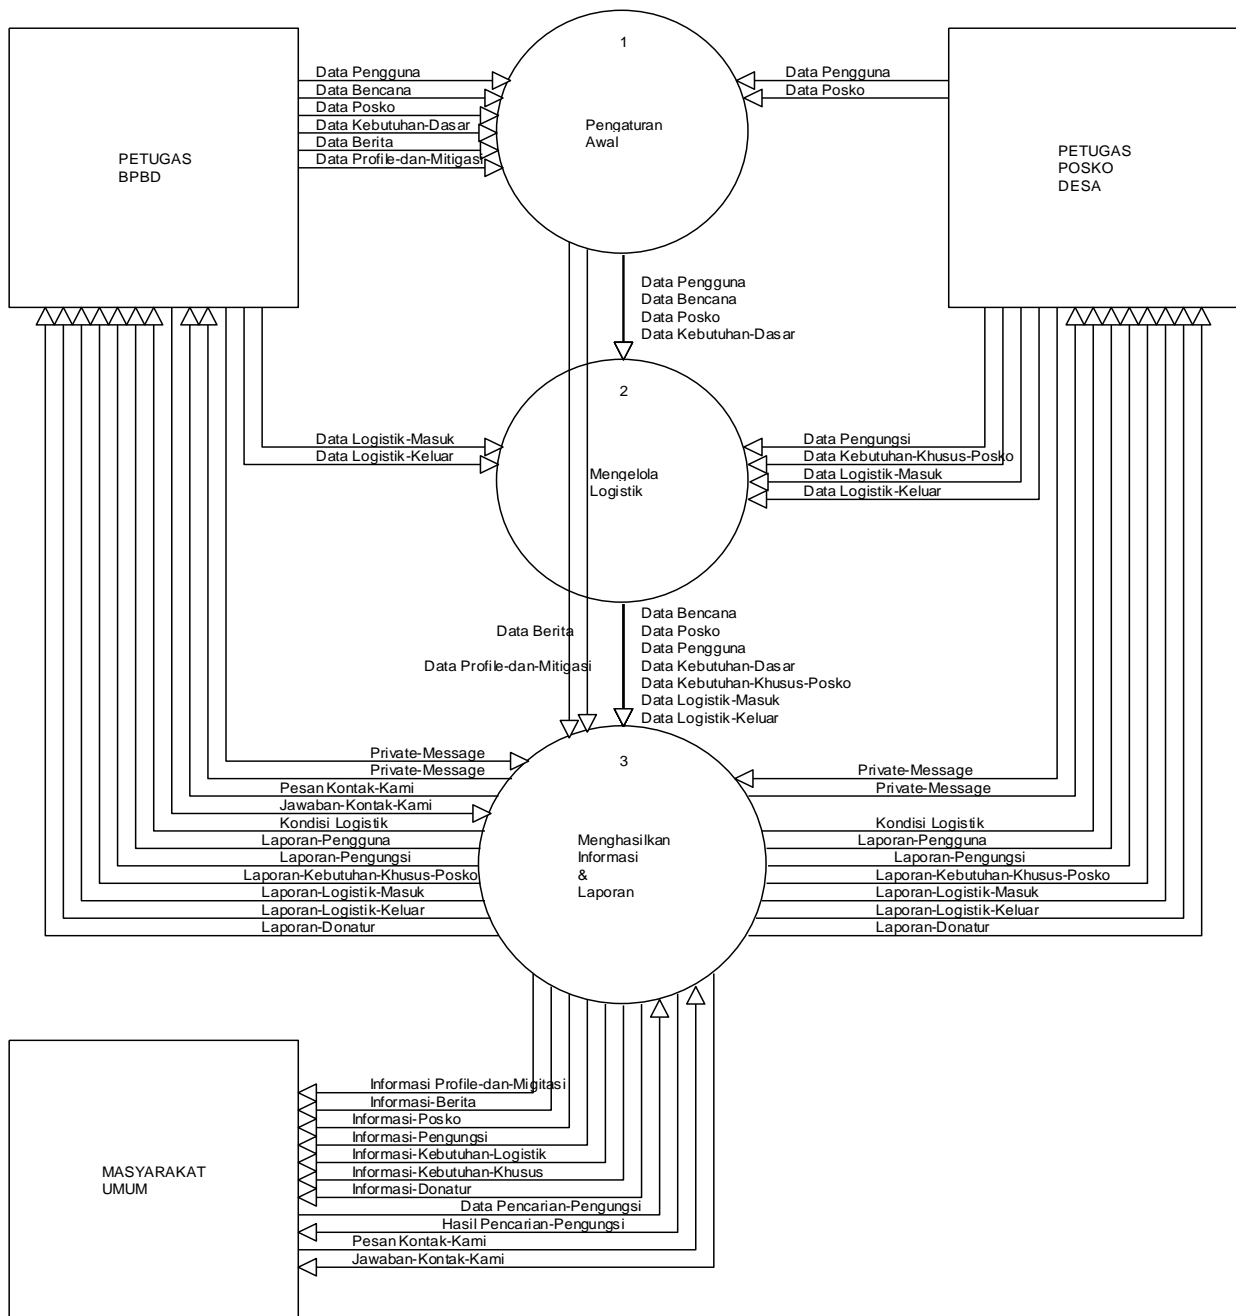 1
Data Pengguna
Data Bencana
Data Posko
Data Kebutuhan-Dasar
Data Berita
Data Profile-dan-Mitigasi
Data Pengguna
Data Posko
PETUGAS
BPBD
Pengaturan
Awal
PETUGAS
POSKO
DESA
Data Pengguna
Data Bencana
Data Posko
Data Kebutuhan-Dasar
2
Data Logistik-Masuk
Data Logistik-Keluar
Mengelola
Logistik
Data Pengungsi
Data Kebutuhan-Khusus-Posko
Data Logistik-Masuk
Data Logistik-Keluar
Data Berita
Data Profile-dan-Mitigasi
Data Bencana
Data Posko
Data Pengguna
Data Kebutuhan-Dasar
Data Kebutuhan-Khusus-Posko
Data Logistik-Masuk
Data Logistik-Keluar
3
Private-Message
Private-Message
Pesan Kontak-Kami
Jawaban-Kontak-Kami
Kondisi Logistik
Laporan-Pengguna
Laporan-Pengungsi
Laporan-Kebutuhan-Khusus-Posko
Laporan-Logistik-Masuk
Laporan-Logistik-Keluar
Laporan-Donatur
Menghasilkan
Informasi
&
Laporan
Private-Message
Private-Message
Kondisi Logistik
Laporan-Pengguna
Laporan-Pengungsi
Laporan-Kebutuhan-Khusus-Posko
Laporan-Logistik-Masuk
Laporan-Logistik-Keluar
Laporan-Donatur
MASYARAKAT
UMUM
Informasi Profile-dan-Migitasi
Informasi-Berita
Informasi-Posko
Informasi-Pengungsi
Informasi-Kebutuhan-Logistik
Informasi-Kebutuhan-Khusus
Informasi-Donatur
Data Pencarian-Pengungsi
Hasil Pencarian-Pengungsi
Pesan Kontak-Kami
Jawaban-Kontak-Kami